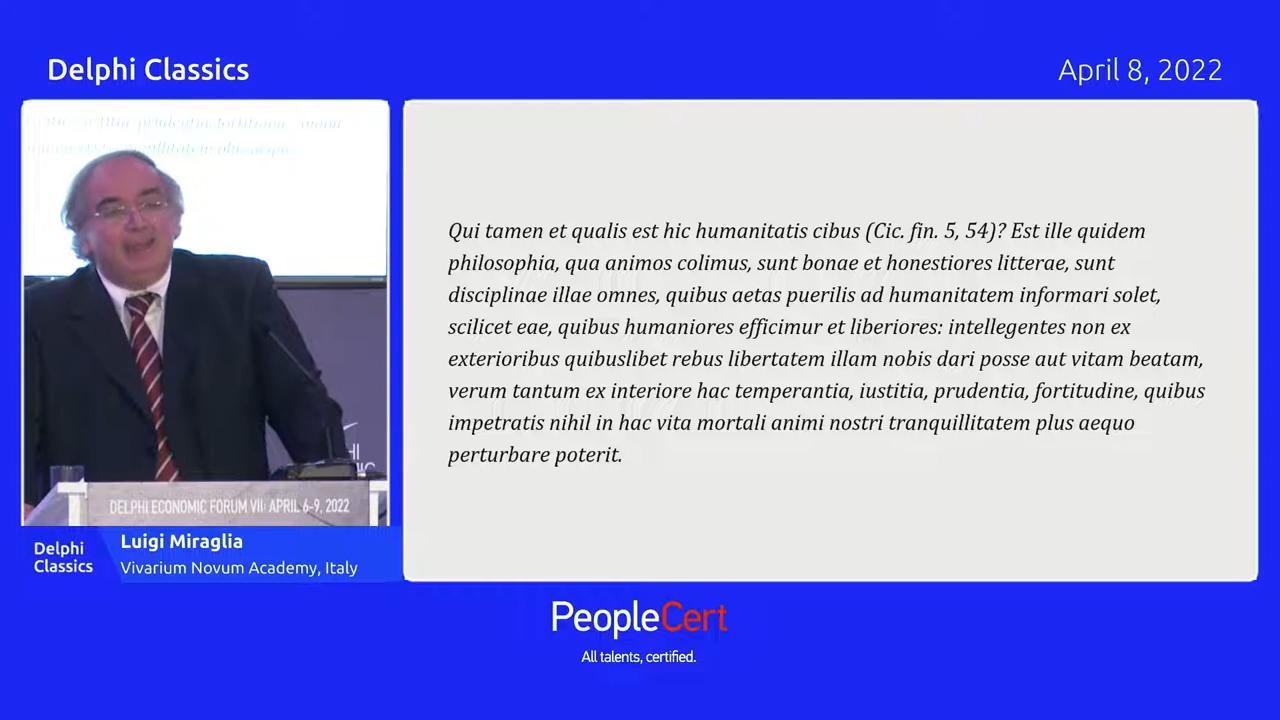 Delphi Classics
April 8, 2022
Qui tamen et qualis est hic humanitatis cibus (Cic. fin. 5, 54)? Est ille quidem
philosophia, qua animos colimus, sunt bonae et honestiores litterae, sunt
disciplinae illae omnes, quibus aetas puerilis ad humanitatem informari solet,
scilicet eae, quibus humaniores efficimur et liberiores: intellegentes non ex
exterioribus quibuslibet rebus libertatem illam nobis dari posse aut vitam beatam,
verum tantum ex interiore hac temperantia, iustitia, prudentia, fortitudine, quibus
impetratis nihil in hac vita mortali animi nostri tranquillitatem plus aequo
perturbare poterit.
DELPHI ECONOMIC FORUM VII: APRIL 6-9, 2022
Delphi
Classics
Luigi Miraglia
Vivarium Novum Academy, Italy
PeopleCert
All talents, certified.